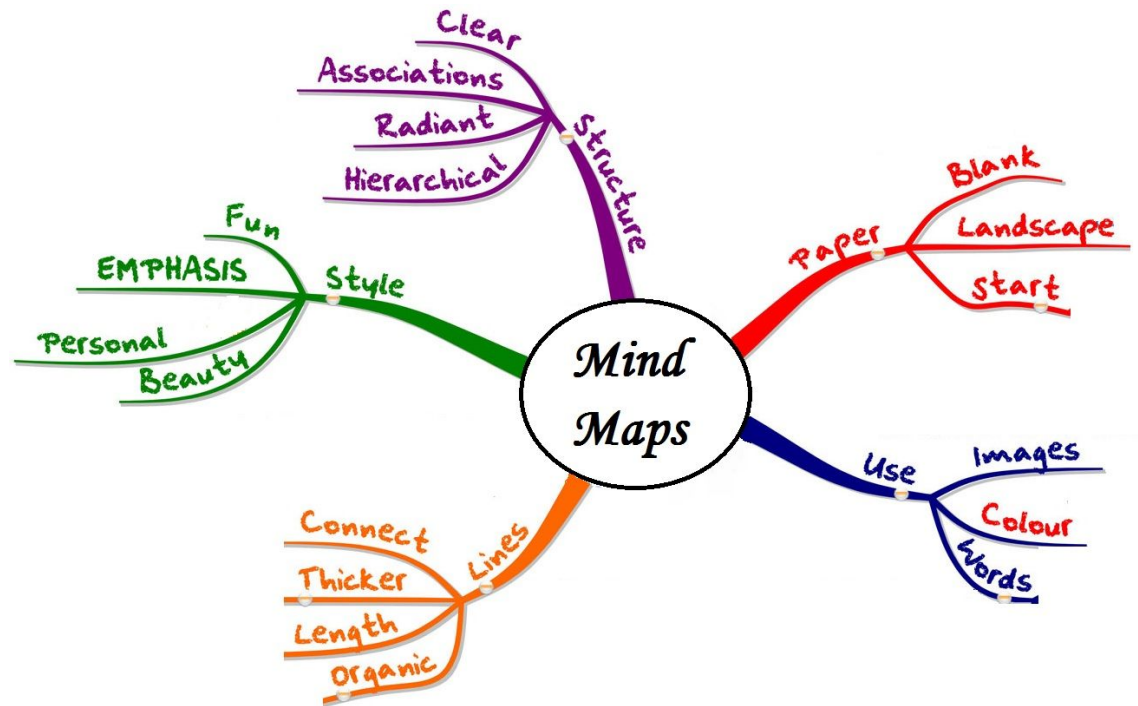 Mind
Maps
Structure
Clear
Associations
Radiant
Hierarchical
Paper
Blank
Landscape
Start
Use
Images
Colour
Words
Lines
Connect
Thicker
Length
Organic
Style
Fun
EMPHASIS
Personal
Beauty